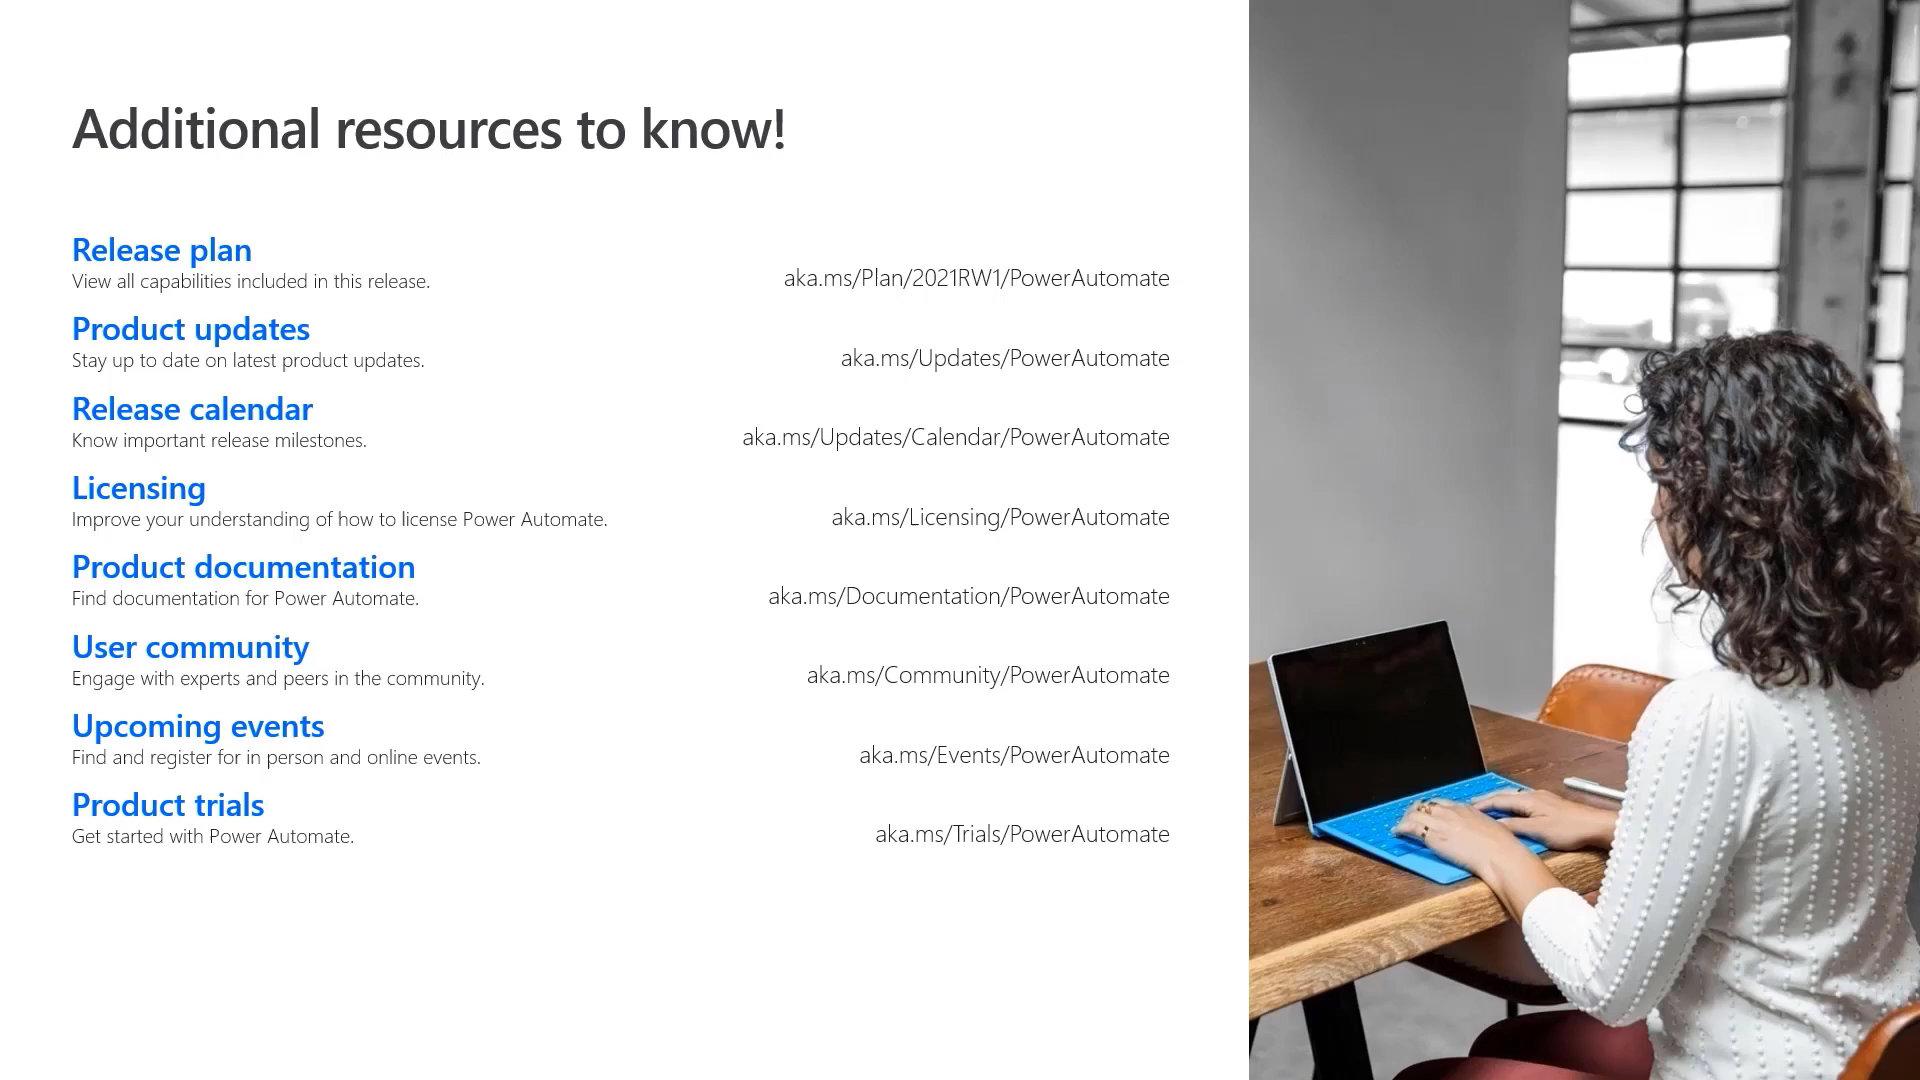 Additional resources to know!
Release plan
View all capabilities included in this release.
aka.ms/Plan/2021RW1/PowerAutomate
Product updates
Stay up to date on latest product updates.
aka.ms/Updates/PowerAutomate
Release calendar
Know important release milestones.
aka.ms/Updates/Calendar/PowerAutomate
Licensing
Improve your understanding of how to license Power Automate.
aka.ms/Licensing/PowerAutomate
Product documentation
Find documentation for Power Automate.
aka.ms/Documentation/PowerAutomate
User community
Engage with experts and peers in the community.
aka.ms/Community/PowerAutomate
Upcoming events
Find and register for in person and online events.
aka.ms/Events/PowerAutomate
Product trials
Get started with Power Automate.
aka.ms/Trials/PowerAutomate